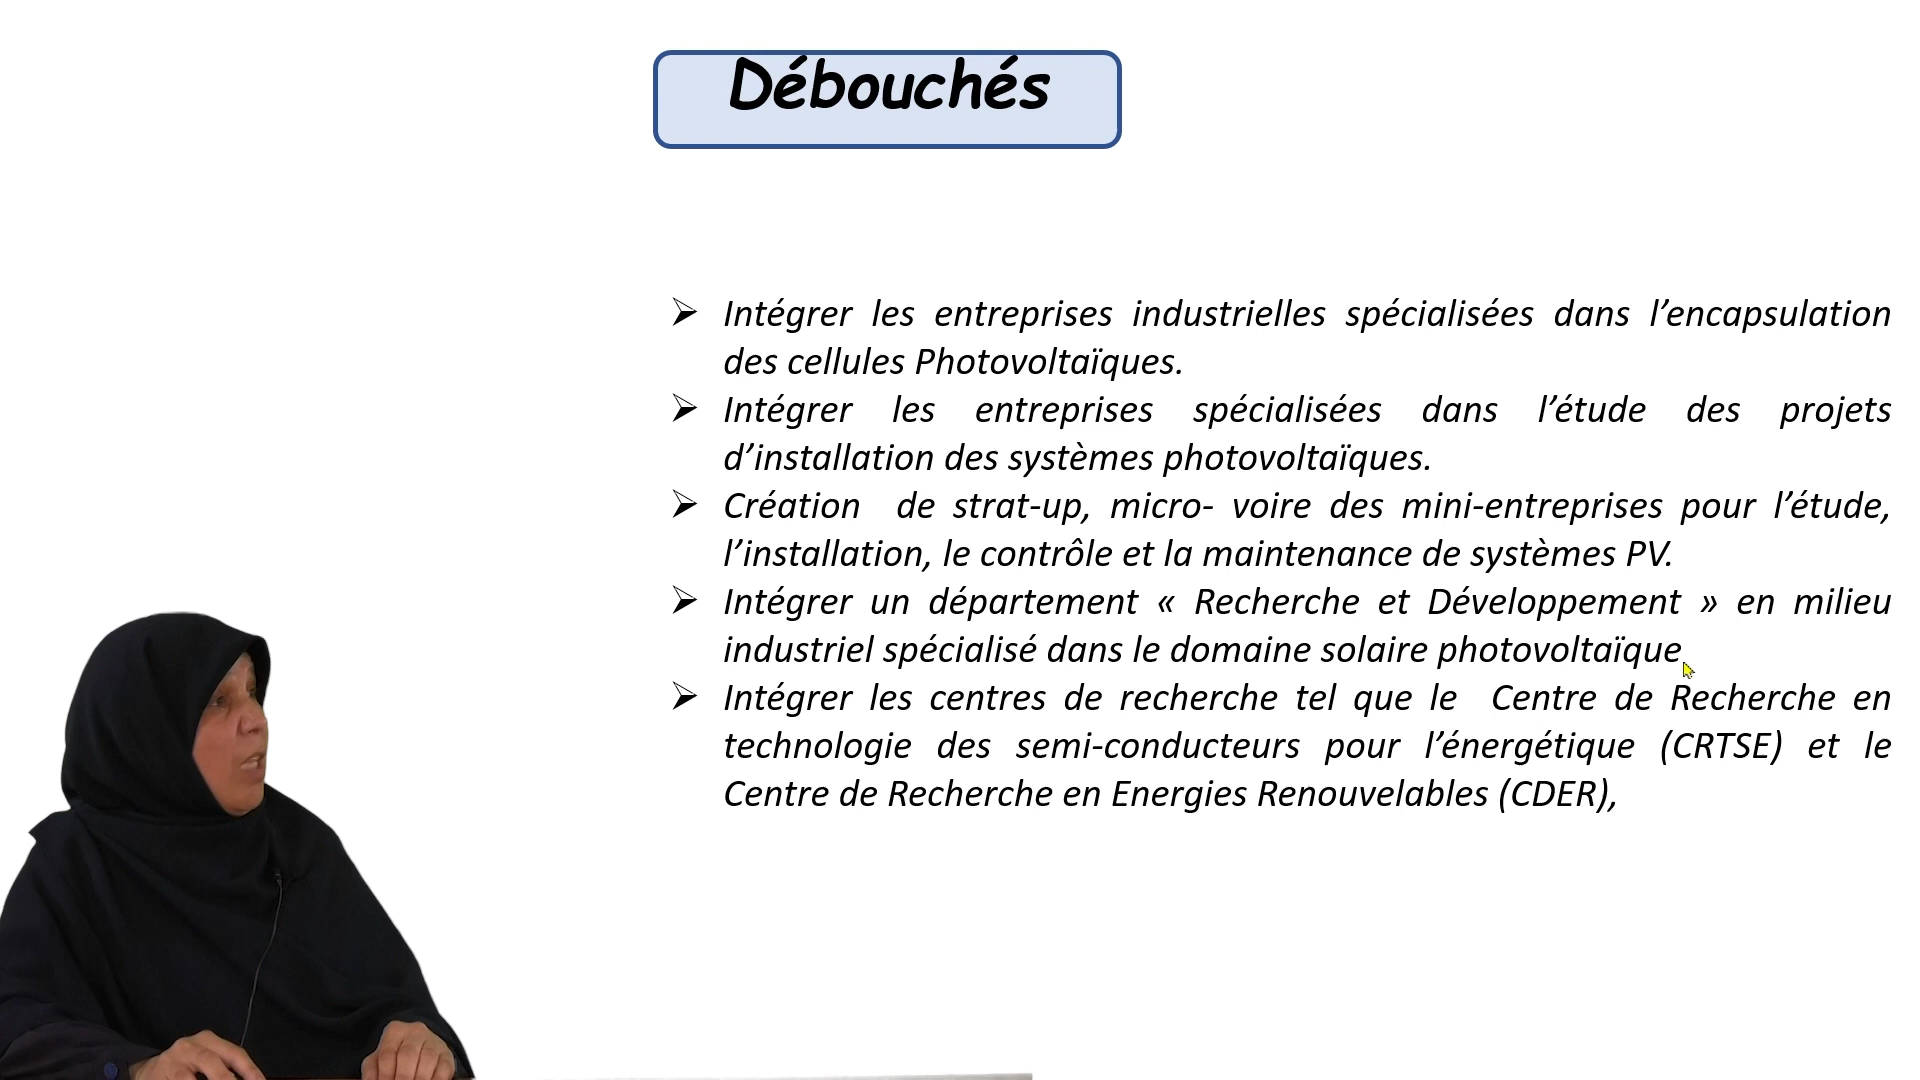 Débouchés
➢ Intégrer les entreprises industrielles spécialisées dans l’encapsulation
des cellules Photovoltaïques.
➢ Intégrer les entreprises spécialisées dans l’étude des projets
d’installation des systèmes photovoltaïques.
➢ Création de strat-up, micro- voire des mini-entreprises pour l’étude,
l’installation, le contrôle et la maintenance de systèmes PV.
➢ Intégrer un département « Recherche et Développement » en milieu
industriel spécialisé dans le domaine solaire photovoltaïque
➢ Intégrer les centres de recherche tel que le Centre de Recherche en
technologie des semi-conducteurs pour l’énergétique (CRTSE) et le
Centre de Recherche en Energies Renouvelables (CDER),